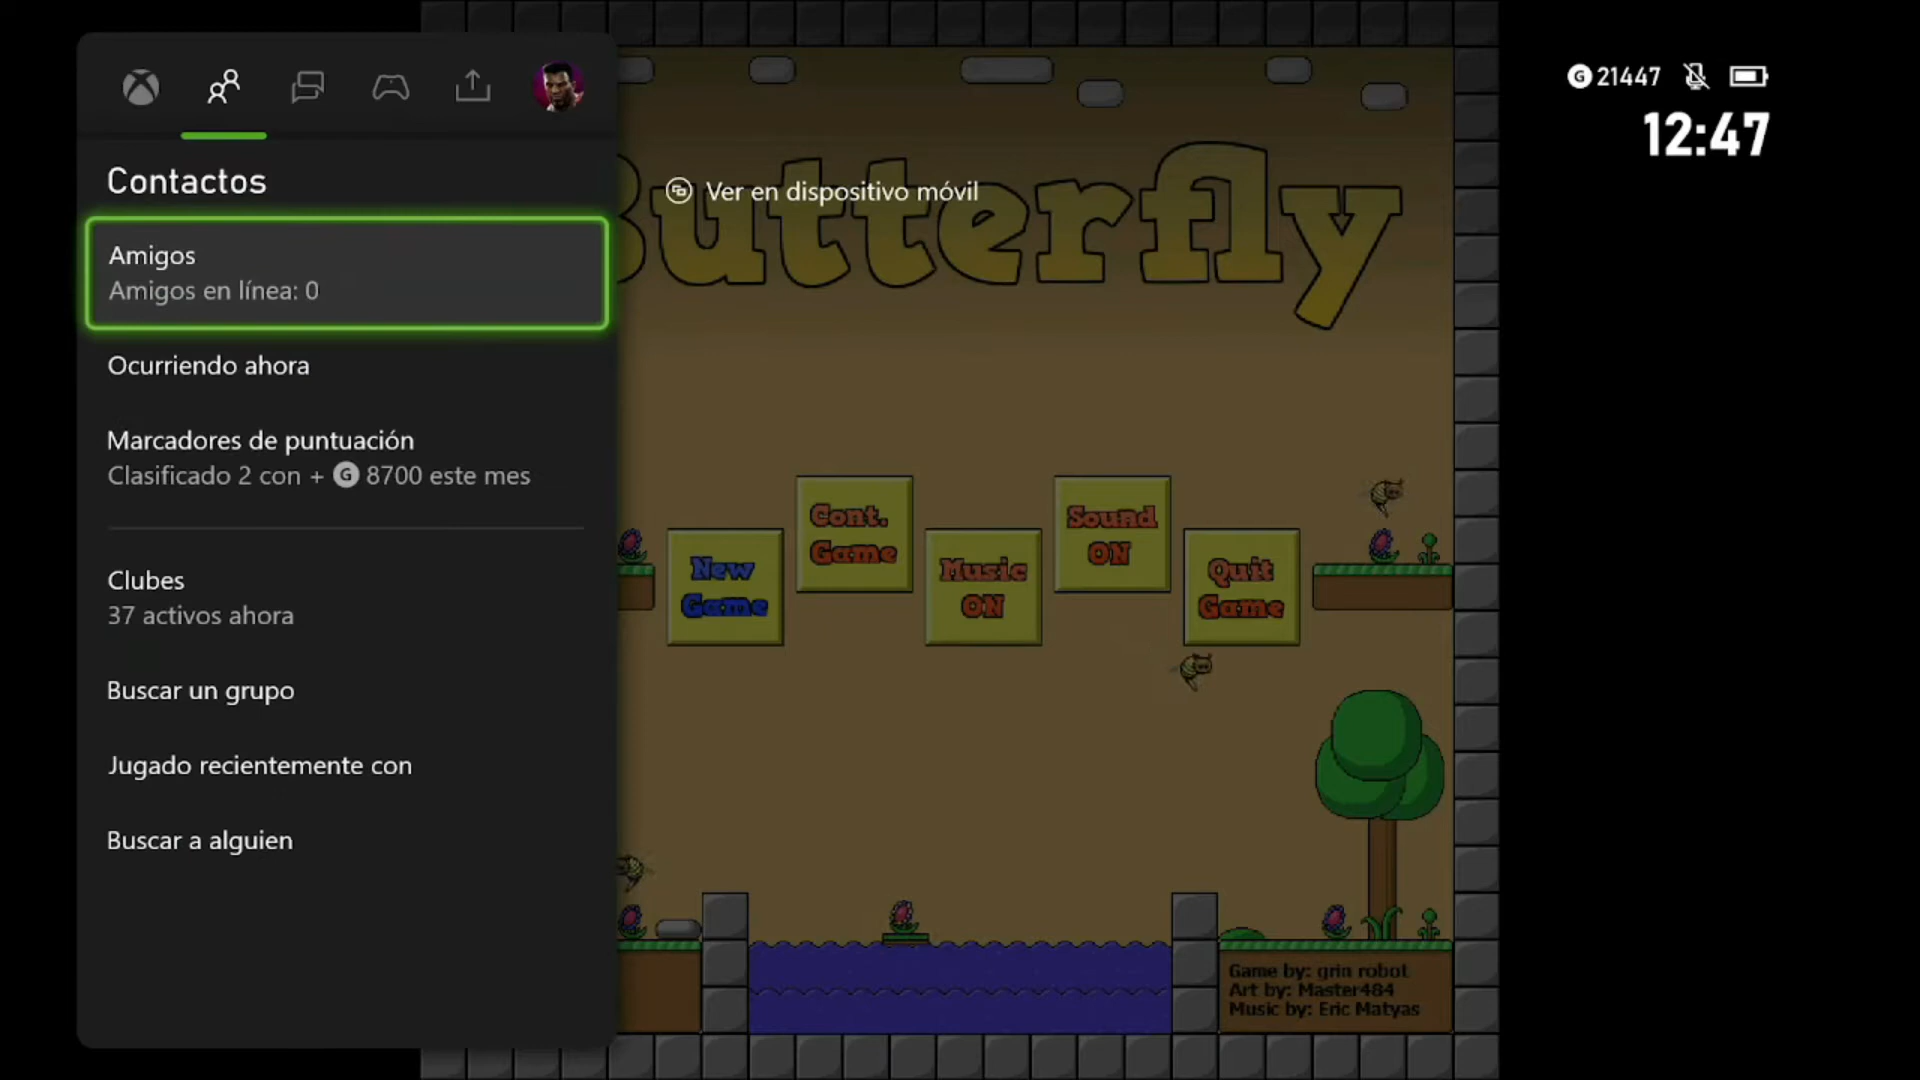 21447
12:47
Contactos
Ver en dispositivo móvil
Amigos
Amigos en línea: 0
Ocurriendo ahora
Marcadores de puntuación
Clasificado 2 con + G 8700 este mes
Clubes
37 activos ahora
Buscar un grupo
Jugado recientemente con
Buscar a alguien
Butterfly
New
Game
Cont.
Game
Music
ON
Sound
ON
Quit
Game
Game by: grin robot
Art by: Master484
Music by: Eric Matyas